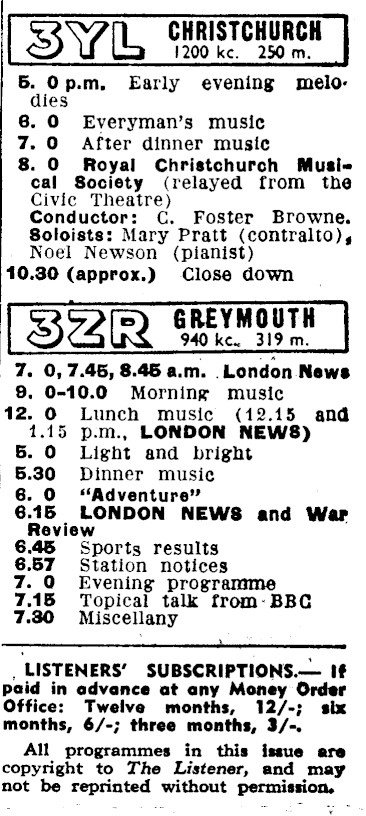 3YL CHRISTCHURCH
1200 kc. 250 m.
5. 0 p.m. Early evening melo-
dies
6. 0 Everyman's music
7. 0 After dinner music
8. 0 Royal Christchurch Musi-
cal Society (relayed from the
Civic Theatre)
Conductor: C. Foster Browne.
Soloists: Mary Pratt (contralto),
Noel Newson (pianist)
10.30 (approx.) Close down
3ZR GREYMOUTH
940 kc. 319 m.
7. 0, 7.45, 8.45 a.m. London News
9. 0-10.0 Morning music
12. 0 Lunch music (12.15 and
1.15 p.m., LONDON NEWS)
5. 0 Light and bright
5.30 Dinner music
6. 0 "Adventure"
6.15 LONDON NEWS and War
Review
6.45 Sports results
6.57 Station notices
7. 0 Evening programme
7.15 Topical talk from BBC
7.30 Miscellany
LISTENERS' SUBSCRIPTIONS.— If
paid in advance at any Money Order
Office: Twelve months, 12/-; six
months, 6/-; three months, 3/-.
All programmes in this issue are
copyright to The Listener, and may
not be reprinted without permission.